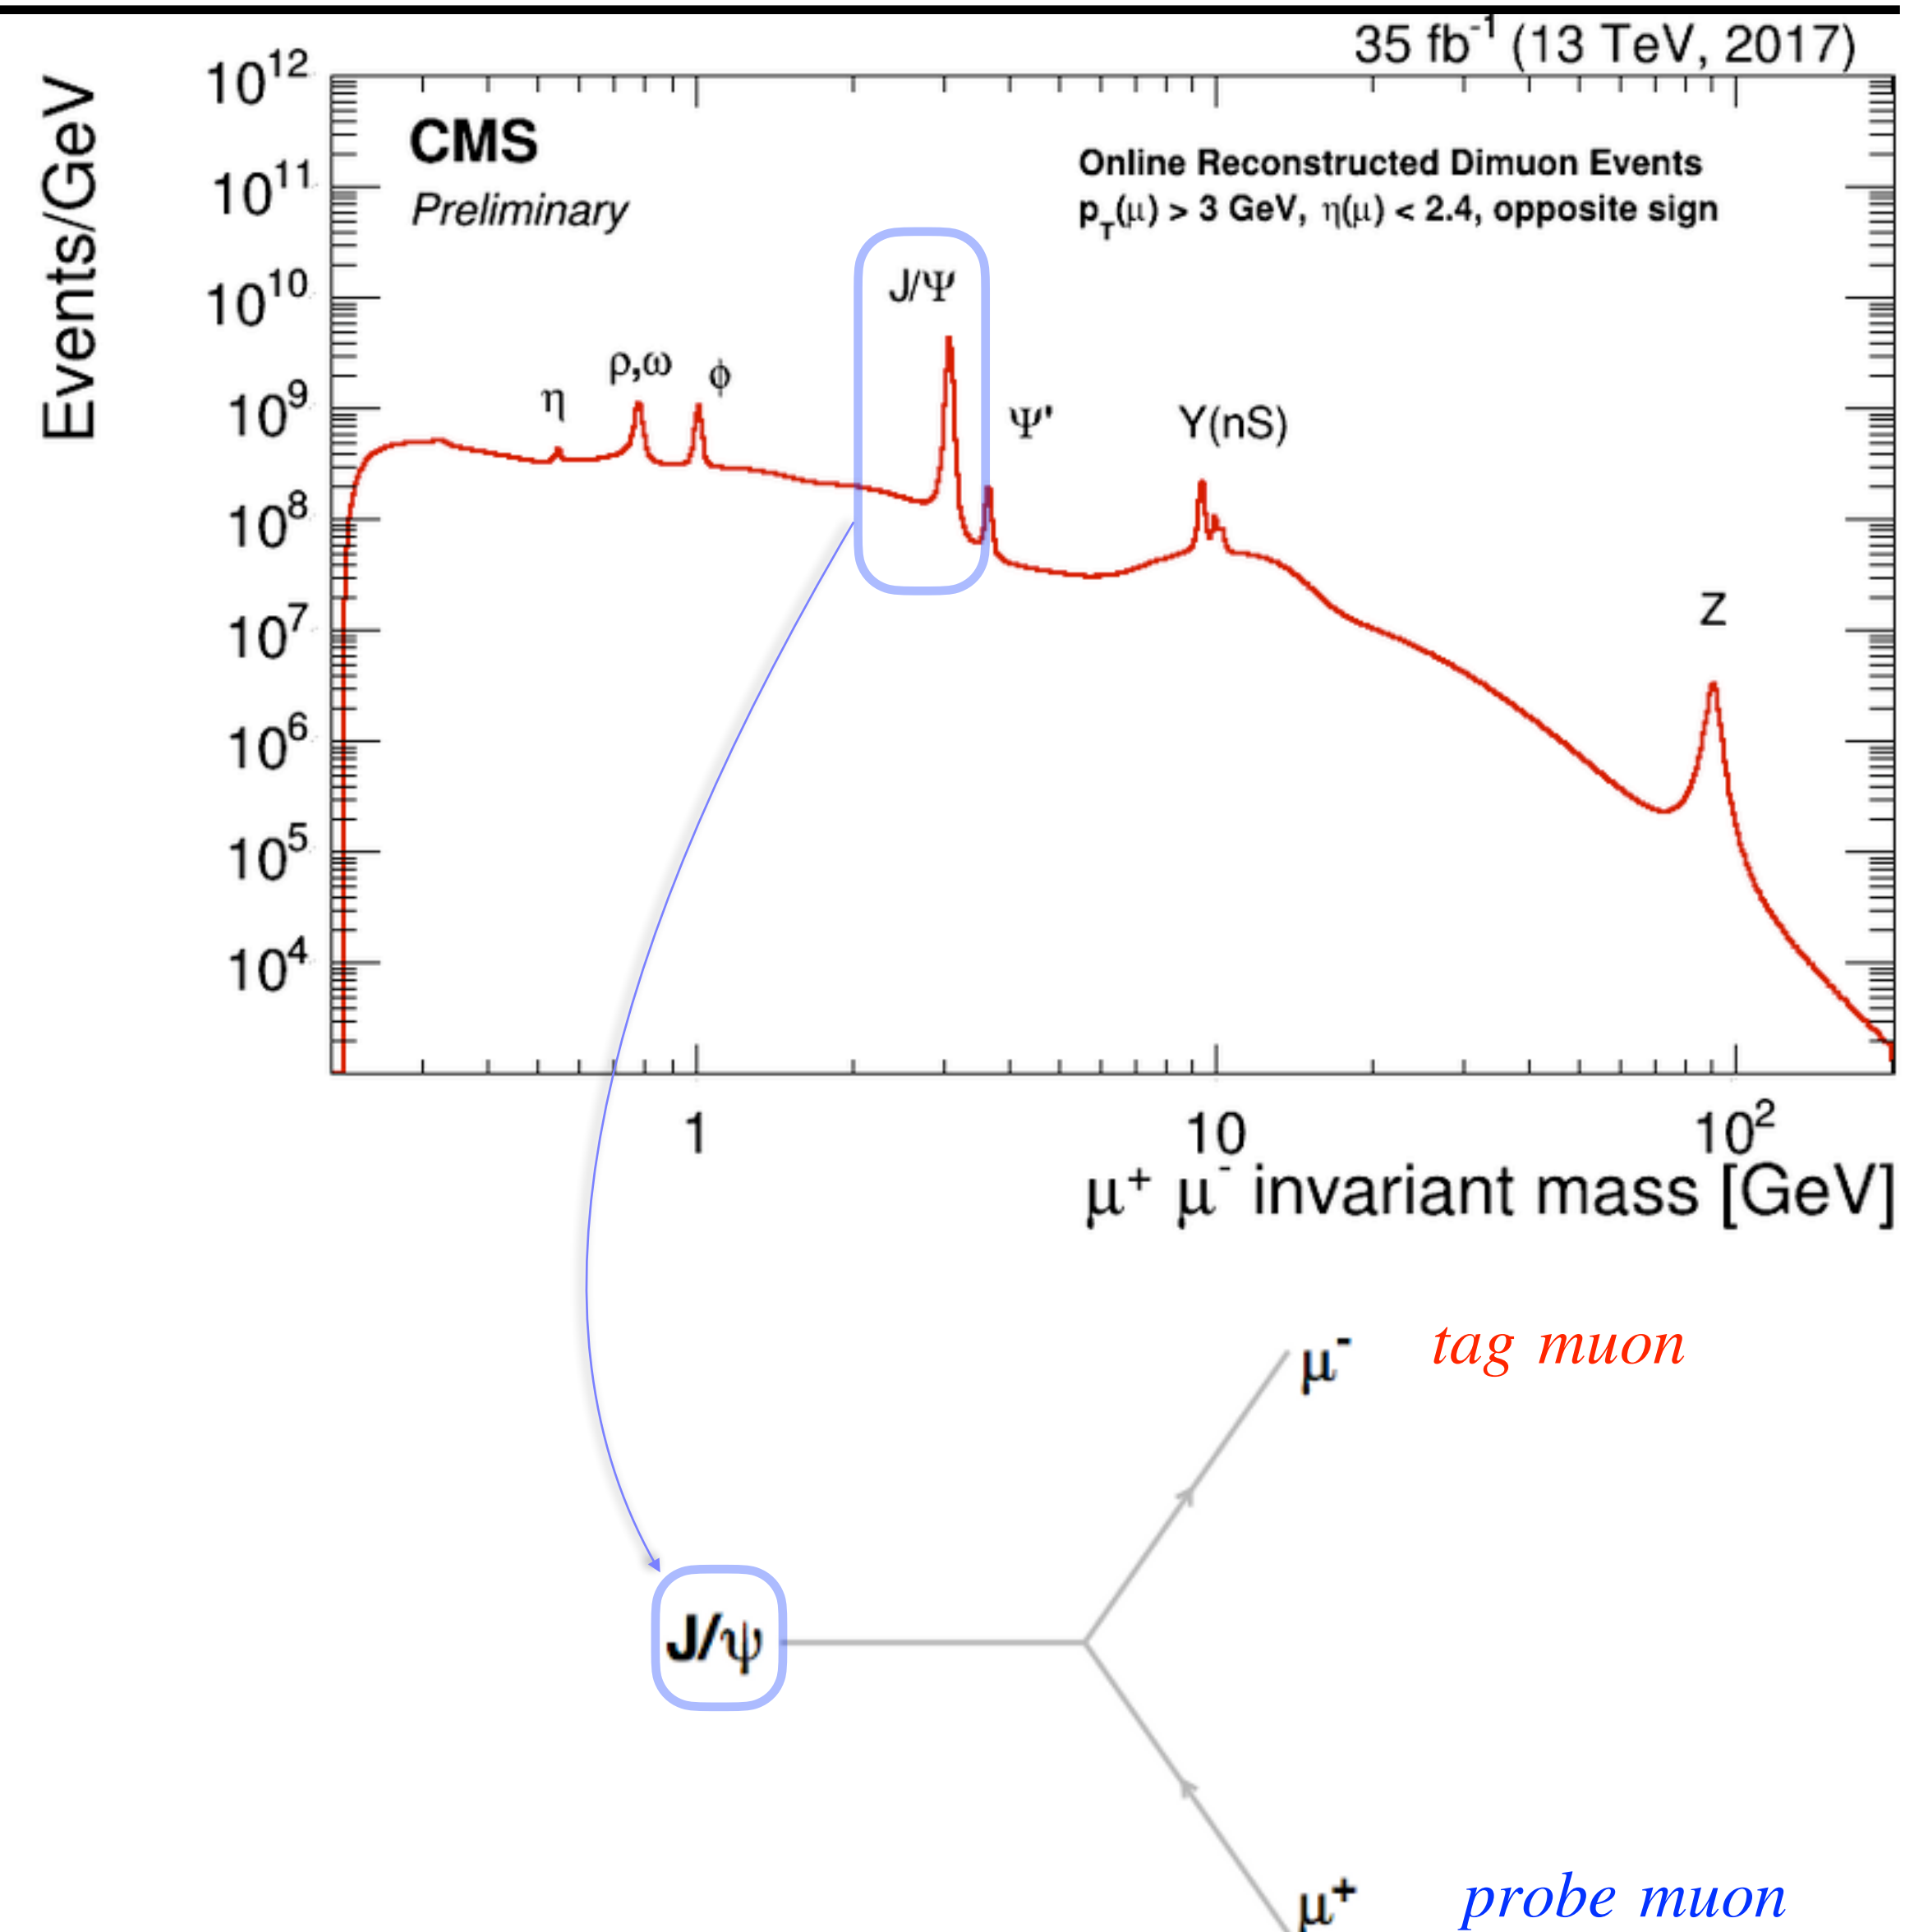 35 fb⁻¹ (13 TeV, 2017)
Events/GeV
10¹²
10¹¹
10¹⁰
10⁹
10⁸
10⁷
10⁶
10⁵
10⁴
CMS
Preliminary
Online Reconstructed Dimuon Events
p_T(μ) > 3 GeV, η(μ) < 2.4, opposite sign
η
ρ,ω
ϕ
J/Ψ
Ψ'
Υ(nS)
Z
1 10 10²
μ⁺ μ⁻ invariant mass [GeV]
μ⁻ tag muon
J/ψ
μ⁺ probe muon